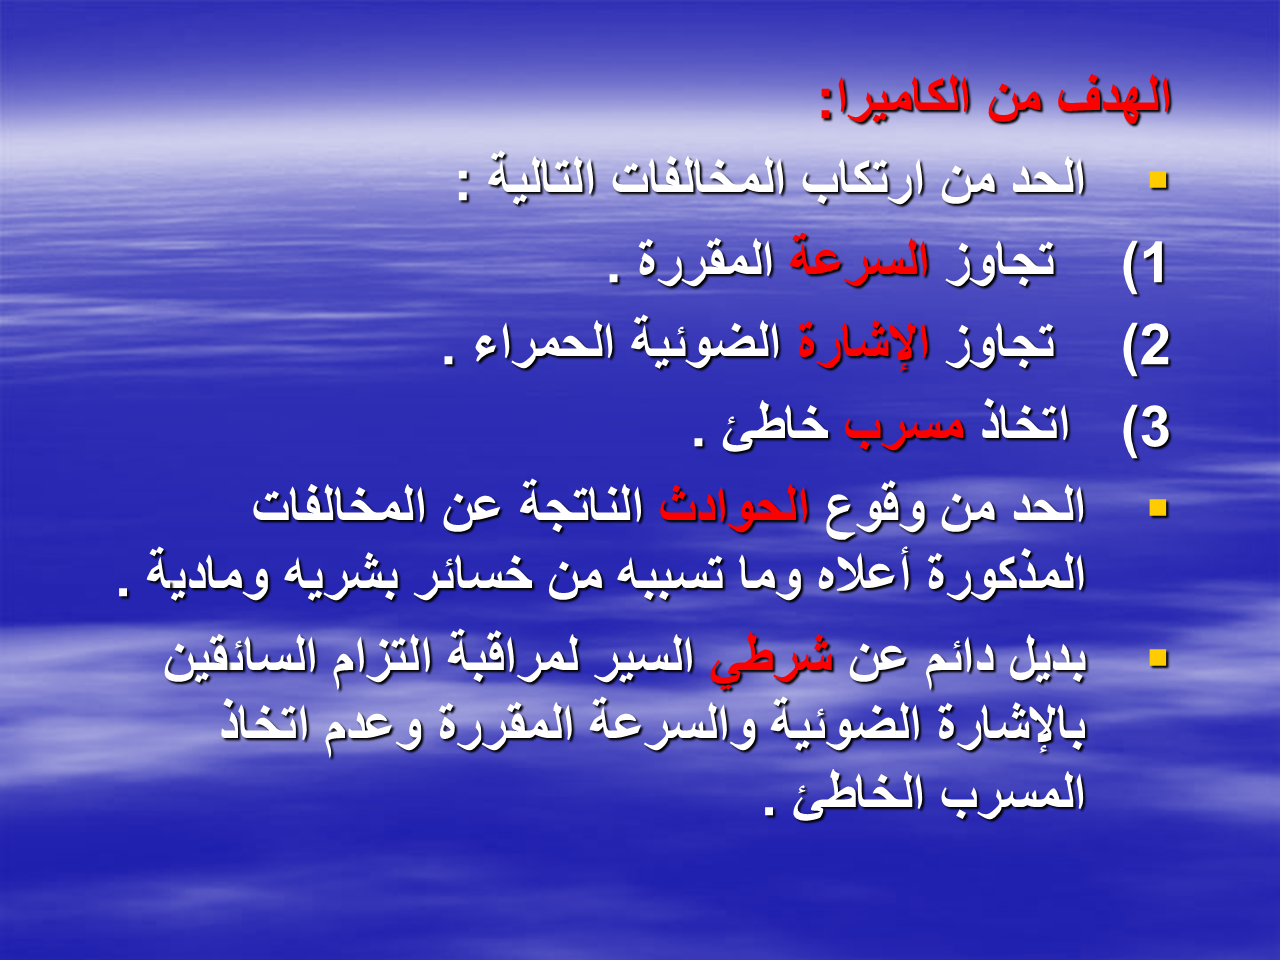 الهدف من الكاميرا:
▪ الحد من ارتكاب المخالفات التالية :
1) تجاوز السرعة المقررة .
2) تجاوز الإشارة الضوئية الحمراء .
3) اتخاذ مسرب خاطئ .
▪ الحد من وقوع الحوادث الناتجة عن المخالفات
المذكورة أعلاه وما تسببه من خسائر بشريه ومادية .
▪ بديل دائم عن شرطي السير لمراقبة التزام السائقين
بالإشارة الضوئية والسرعة المقررة وعدم اتخاذ
المسرب الخاطئ .